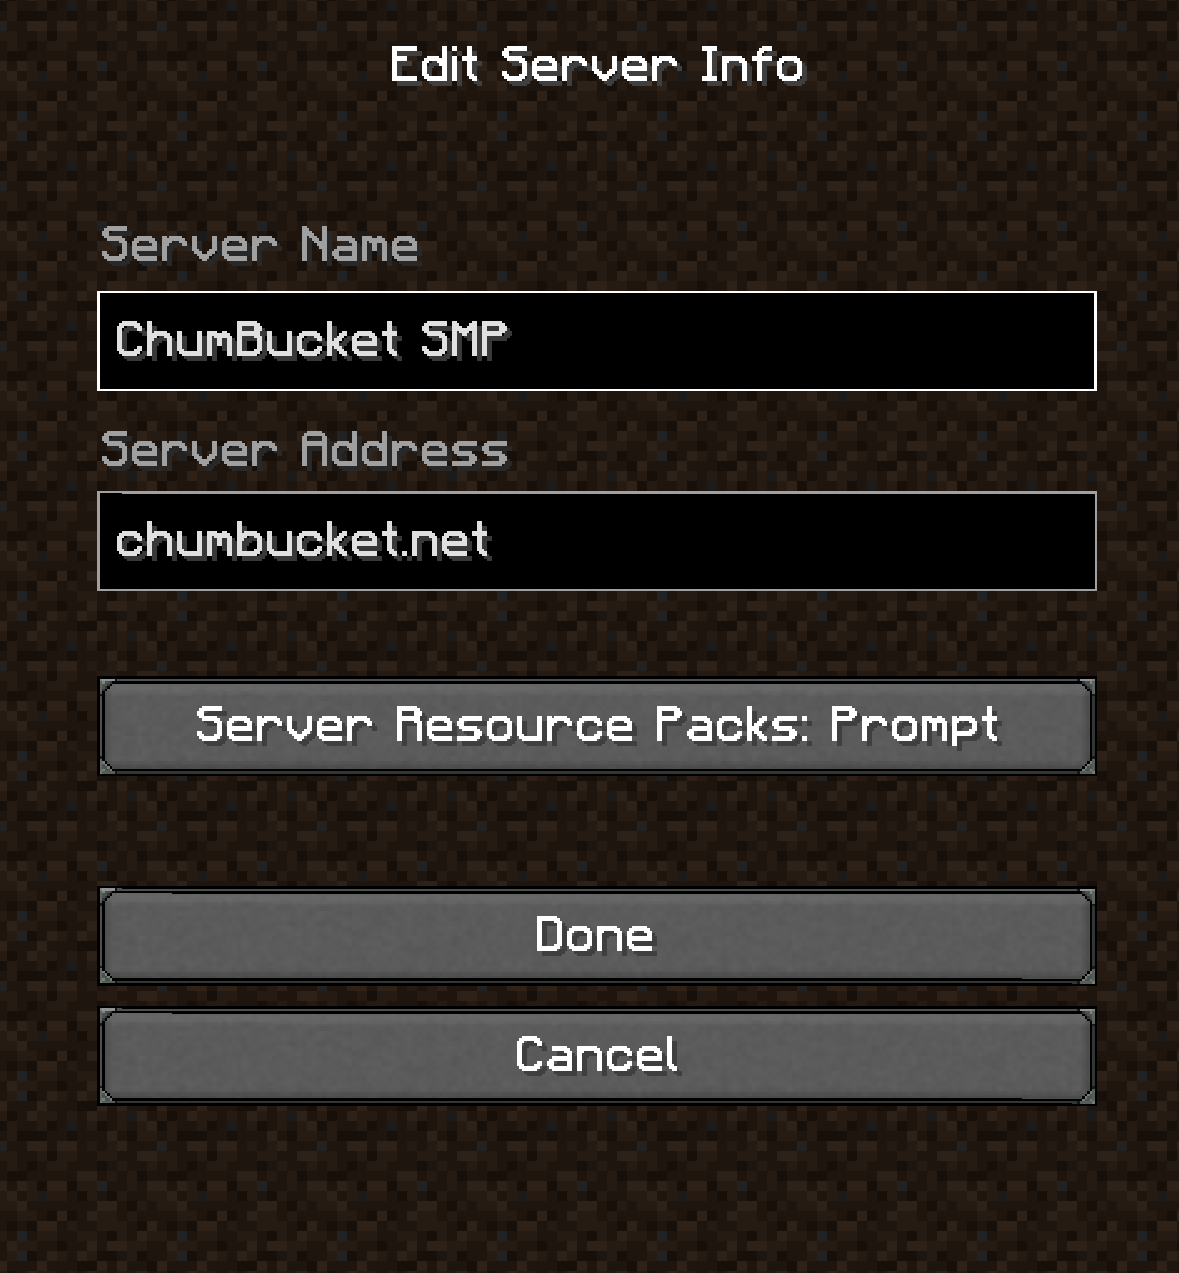 Edit Server Info
Server Name
ChumBucket SMP
Server Address
chumbucket.net
Server Resource Packs: Prompt
Done
Cancel